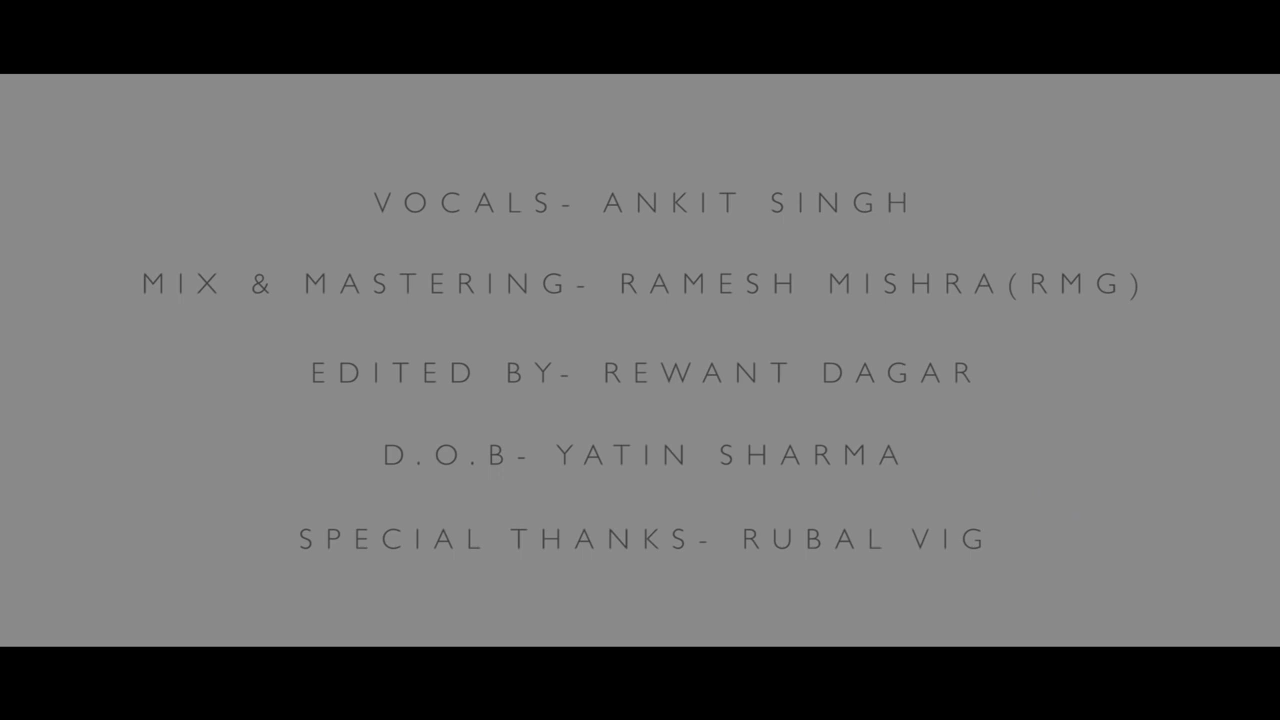 VOCALS- ANKIT SINGH
MIX & MASTERING- RAMESH MISHRA(RMG)
EDITED BY- REWANT DAGAR
D.O.B- YATIN SHARMA
SPECIAL THANKS- RUBAL VIG